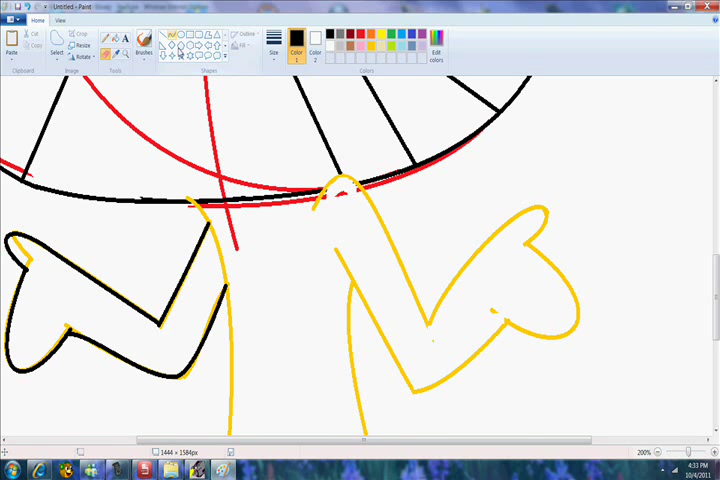 Untitled - Paint
Home View
Paste
Cut
Copy
Clipboard
Select
Crop
Resize
Rotate
Image
A
Tools
Brushes
Outline
Fill
Shapes
Size
Color 1
Color 2
Edit colors
Colors
1444 × 1584px
200%
4:33 PM
10/4/2011